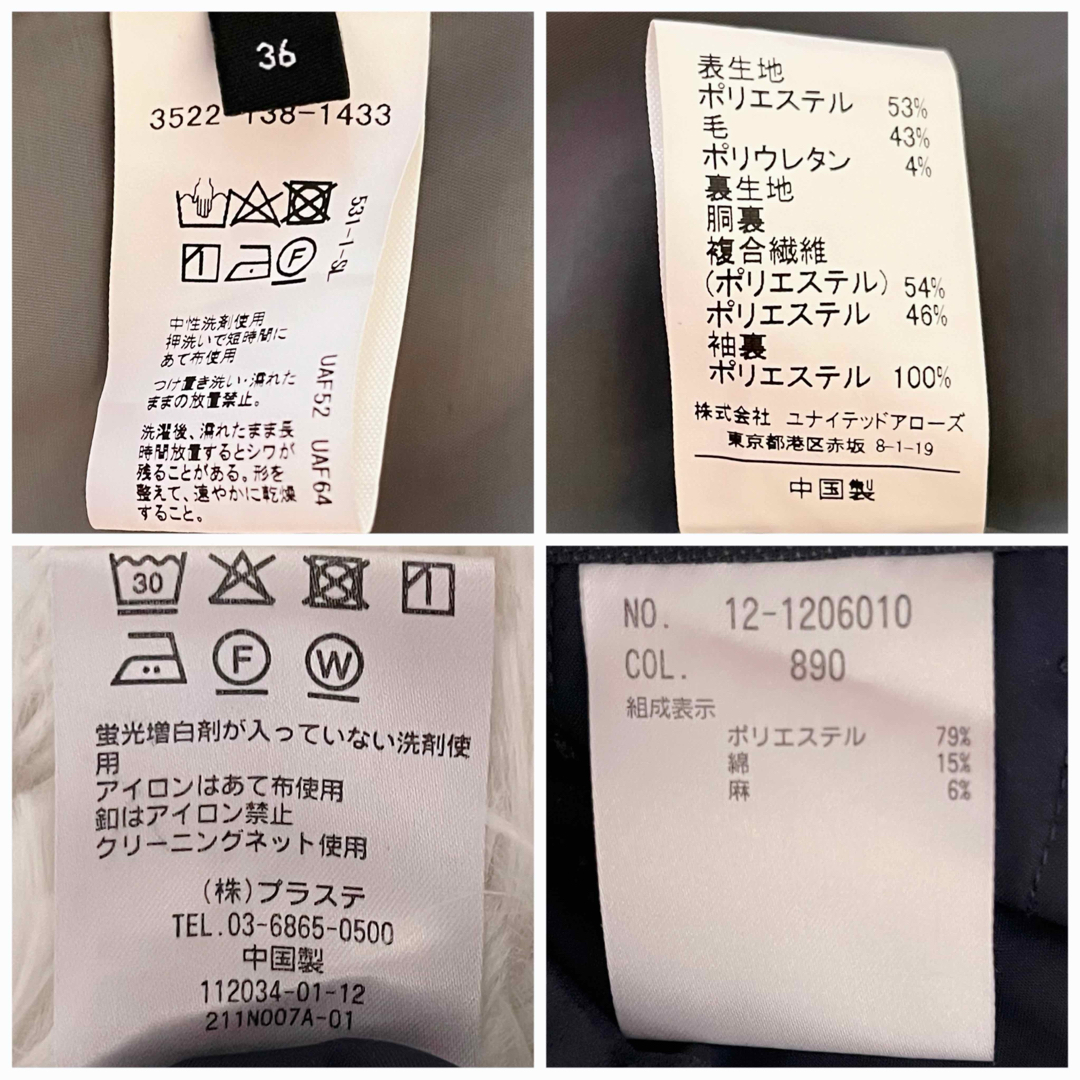 36
3522-138-1433
531-1-SL
中性洗剤使用
押洗いで短時間に
あて布使用
つけ置き洗い・濡れた
ままの放置禁止。
UAF52 UAF64
洗濯後、濡れたまま長
時間放置するとシワが
残ることがある。形を
整えて、速やかに乾燥
すること。
F
表生地
ポリエステル 53%
毛 43%
ポリウレタン 4%
裏生地
胴裏
複合繊維
(ポリエステル) 54%
ポリエステル 46%
袖裏
ポリエステル 100%
株式会社 ユナイテッドアローズ
東京都港区赤坂 8-1-19
中国製
30
F W
蛍光増白剤が入っていない洗剤使
用
アイロンはあて布使用
釦はアイロン禁止
クリーニングネット使用
(株)プラステ
TEL.03-6865-0500
中国製
112034-01-12
211N007A-01
NO. 12-1206010
COL. 890
組成表示
ポリエステル 79%
綿 15%
麻 6%